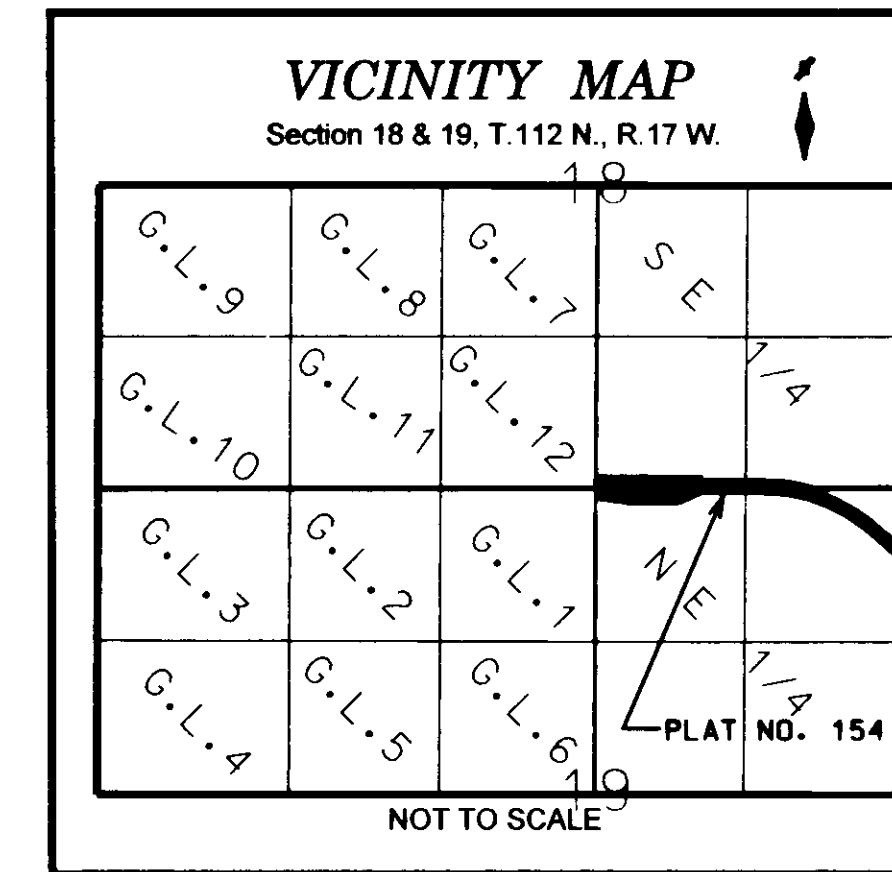 VICINITY MAP
Section 18 & 19, T.112 N., R.17 W.
18
G.L.9
G.L.8
G.L.7
SE 1/4
G.L.10
G.L.11
G.L.12
G.L.3
G.L.2
G.L.1
NE 1/4
G.L.4
G.L.5
G.L.6
PLAT NO. 154
19
NOT TO SCALE